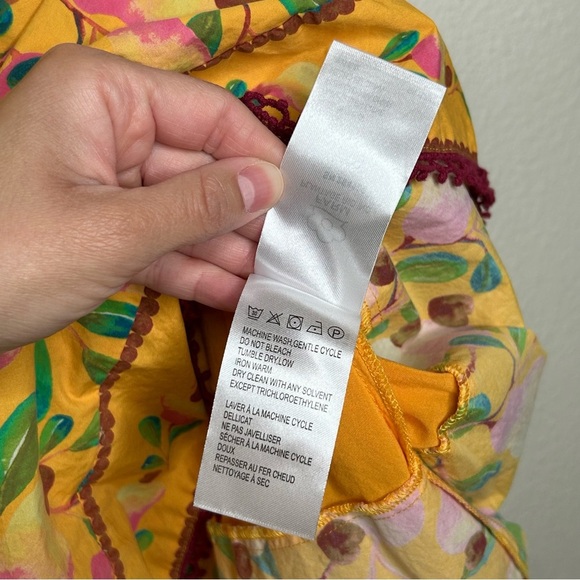 MACHINE WASH.GENTLE CYCLE
DO NOT BLEACH
TUMBLE DRY.LOW
IRON WARM
DRY CLEAN WITH ANY SOLVENT
EXCEPT TRICHLOROETHYLENE
LAVER À LA MACHINE CYCLE
DELLICAT
NE PAS JAVELLISER
SÉCHER À LA MACHINE CYCLE
DOUX
REPASSER AU FER CHEUD
NETTOYAGE À SEC